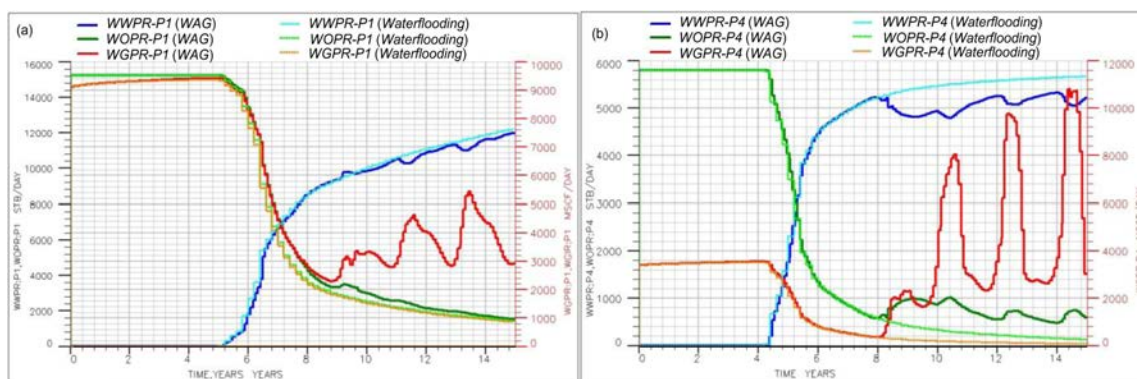 (a)
WWPR-P1 (WAG) WWPR-P1 (Waterflooding)
WOPR-P1 (WAG) WOPR-P1 (Waterflooding)
WGPR-P1 (WAG) WGPR-P1 (Waterflooding)
16000
14000
12000
10000
8000
6000
4000
2000
0
WWPR:P1,WOPR:P1 STB/DAY
0 2 4 6 8 10 12 14
TIME,YEARS YEARS
10000
9000
8000
7000
6000
5000
4000
3000
2000
1000
0
MSCF/DAY
(b)
WWPR-P4 (WAG) WWPR-P4 (Waterflooding)
WOPR-P4 (WAG) WOPR-P4 (Waterflooding)
WGPR-P4 (WAG) WGPR-P4 (Waterflooding)
6000
5000
4000
3000
2000
1000
0
WWPR:P4,WOPR:P4 STB/DAY
0 2 4 6 8 10 12 14
TIME YEARS
12000
10000
8000
6000
4000
2000
0